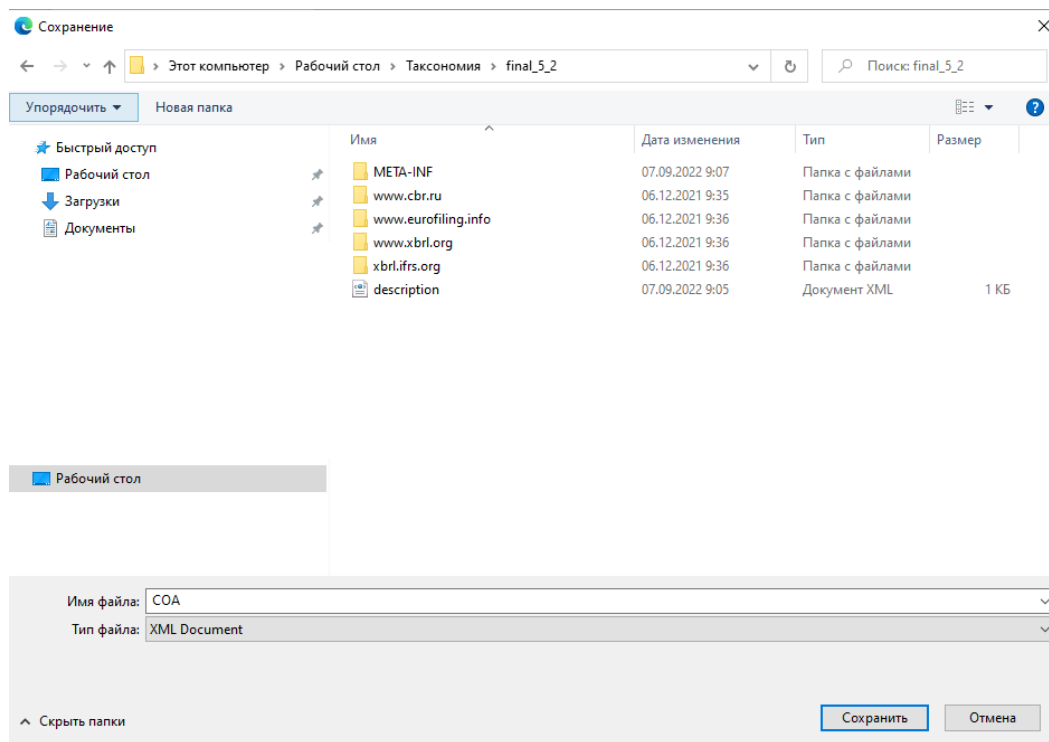 Сохранение
Этот компьютер › Рабочий стол › Таксономия › final_5_2
Поиск: final_5_2
Упорядочить Новая папка
Быстрый доступ
Рабочий стол
Загрузки
Документы
Рабочий стол
Имя Дата изменения Тип Размер
META-INF 07.09.2022 9:07 Папка с файлами
www.cbr.ru 06.12.2021 9:35 Папка с файлами
www.eurofiling.info 06.12.2021 9:36 Папка с файлами
www.xbrl.org 06.12.2021 9:36 Папка с файлами
xbrl.ifrs.org 06.12.2021 9:36 Папка с файлами
description 07.09.2022 9:05 Документ XML 1 КБ
Имя файла: COA
Тип файла: XML Document
Скрыть папки
Сохранить Отмена